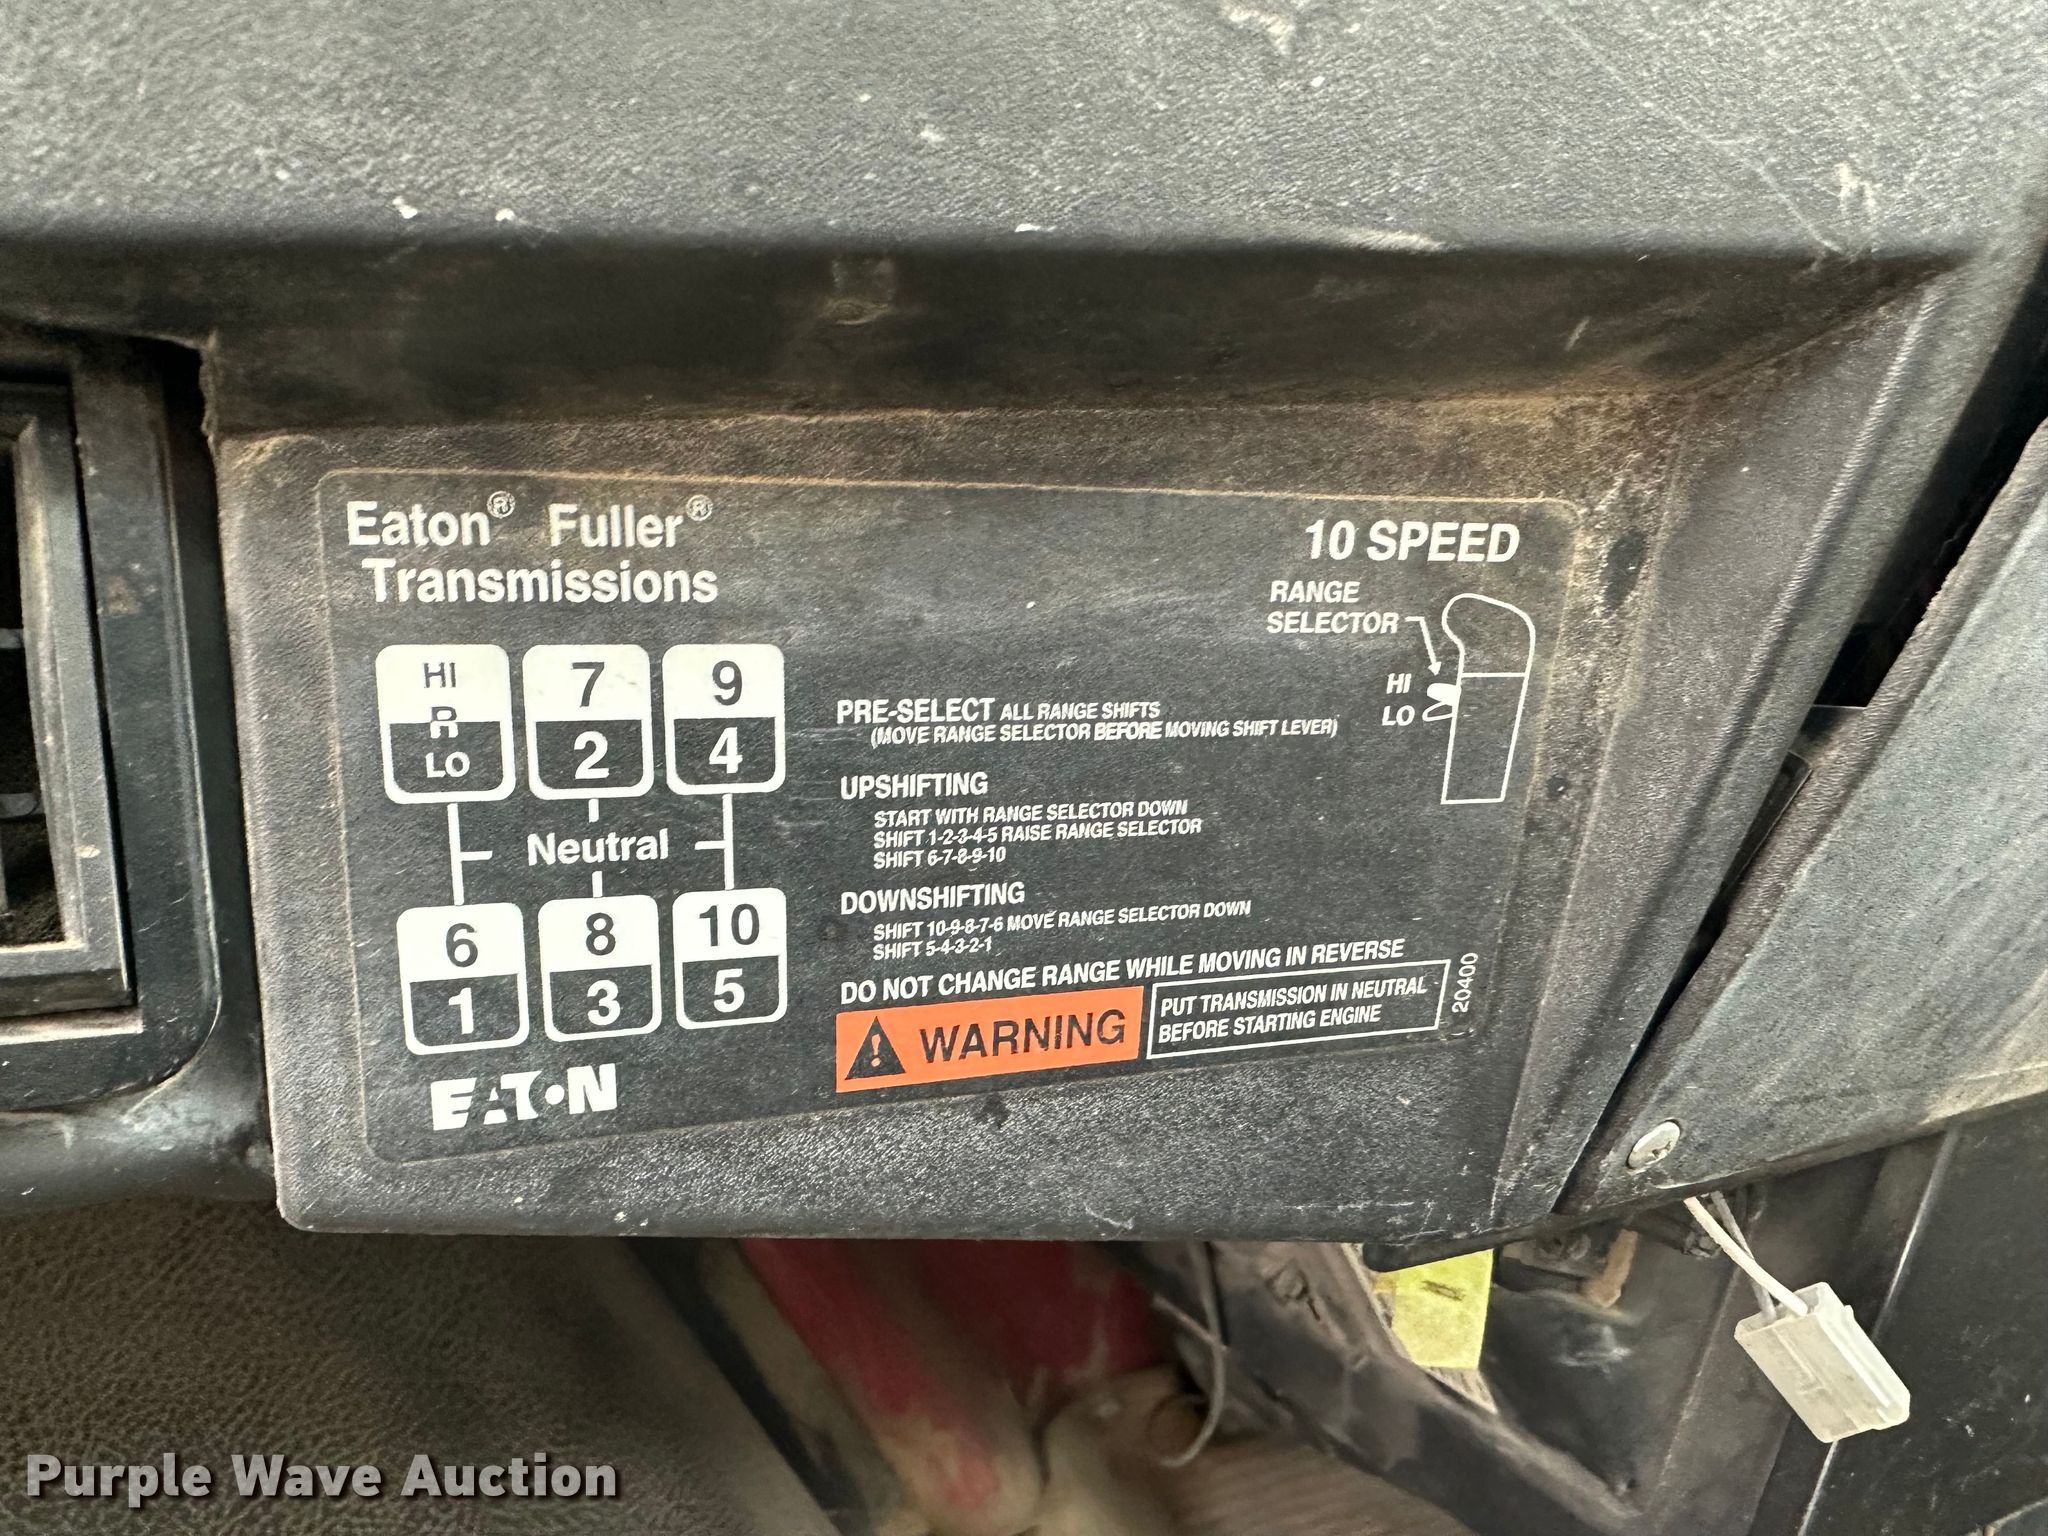 Eaton® Fuller®
Transmissions
10 SPEED
RANGE
SELECTOR
HI
LO
HI
R
LO
7
2
9
4
Neutral
6
1
8
3
10
5
EATON
PRE-SELECT ALL RANGE SHIFTS
(MOVE RANGE SELECTOR BEFORE MOVING SHIFT LEVER)
UPSHIFTING
START WITH RANGE SELECTOR DOWN
SHIFT 1-2-3-4-5 RAISE RANGE SELECTOR
SHIFT 6-7-8-9-10
DOWNSHIFTING
SHIFT 10-9-8-7-6 MOVE RANGE SELECTOR DOWN
SHIFT 5-4-3-2-1
DO NOT CHANGE RANGE WHILE MOVING IN REVERSE
WARNING
PUT TRANSMISSION IN NEUTRAL
BEFORE STARTING ENGINE
20400
Purple Wave Auction